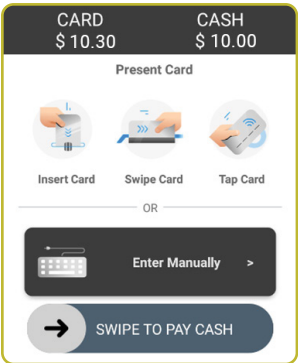 CARD CASH
$ 10.30 $ 10.00
Present Card
Insert Card Swipe Card Tap Card
OR
Enter Manually >
SWIPE TO PAY CASH